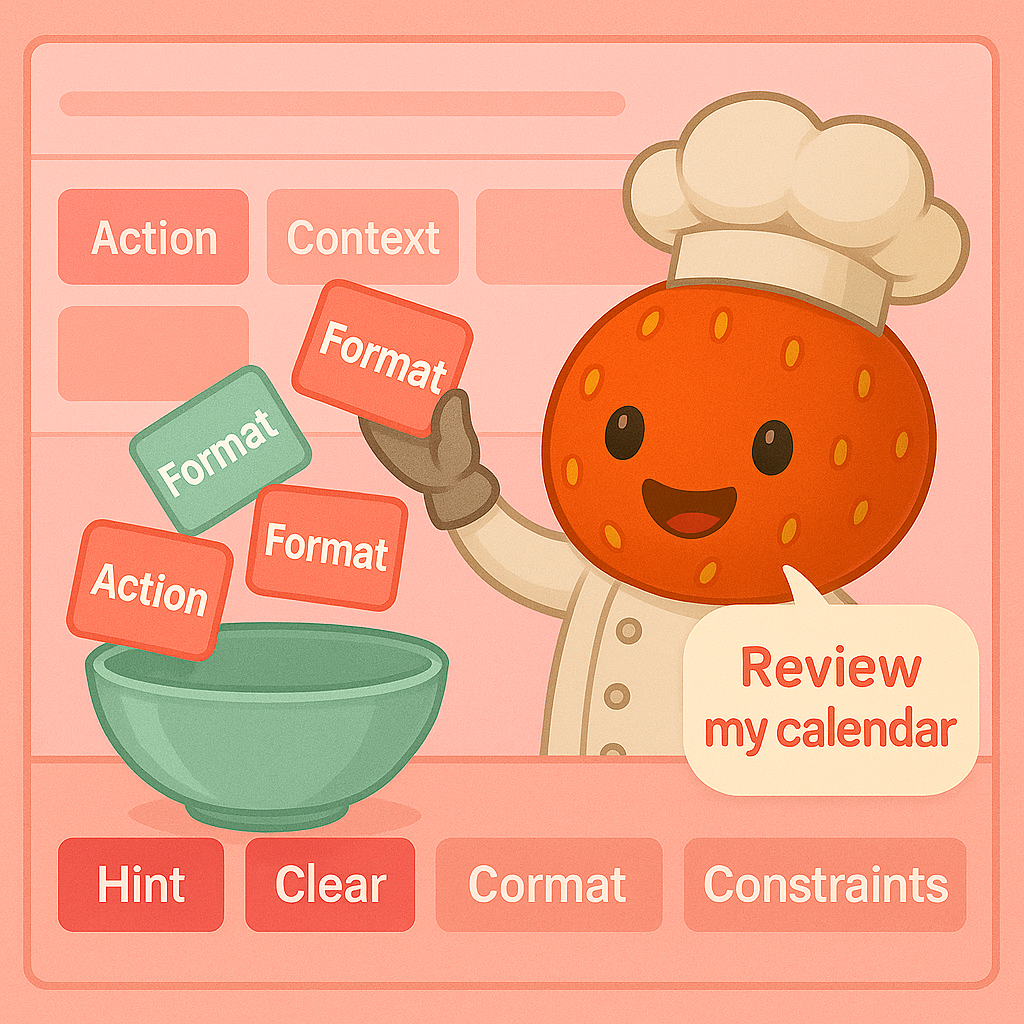 Action
Context
Format
Format
Format
Action
Review
my calendar
Hint
Clear
Cormat
Constraints